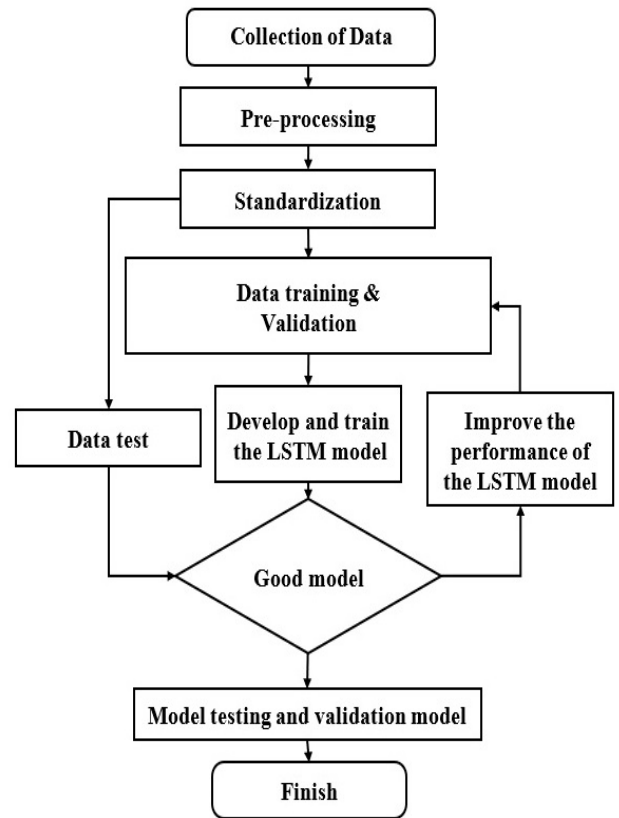 Collection of Data
Pre-processing
Standardization
Data training &
Validation
Data test
Develop and train
the LSTM model
Improve the
performance of
the LSTM model
Good model
Model testing and validation model
Finish